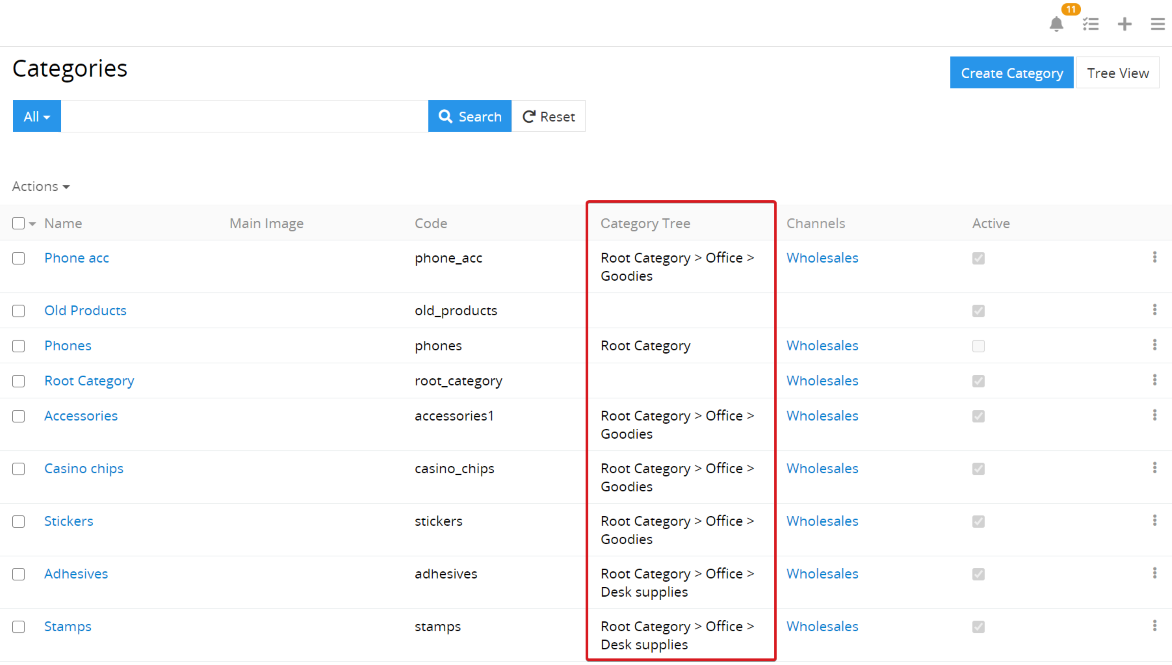 11
Categories
Create Category
Tree View
All
Search
Reset
Actions
Name Main Image Code Category Tree Channels Active
Phone acc phone_acc Root Category > Office > Wholesales
Goodies
Old Products old_products
Phones phones Root Category Wholesales
Root Category root_category Wholesales
Accessories accessories1 Root Category > Office > Wholesales
Goodies
Casino chips casino_chips Root Category > Office > Wholesales
Goodies
Stickers stickers Root Category > Office > Wholesales
Goodies
Adhesives adhesives Root Category > Office > Wholesales
Desk supplies
Stamps stamps Root Category > Office > Wholesales
Desk supplies